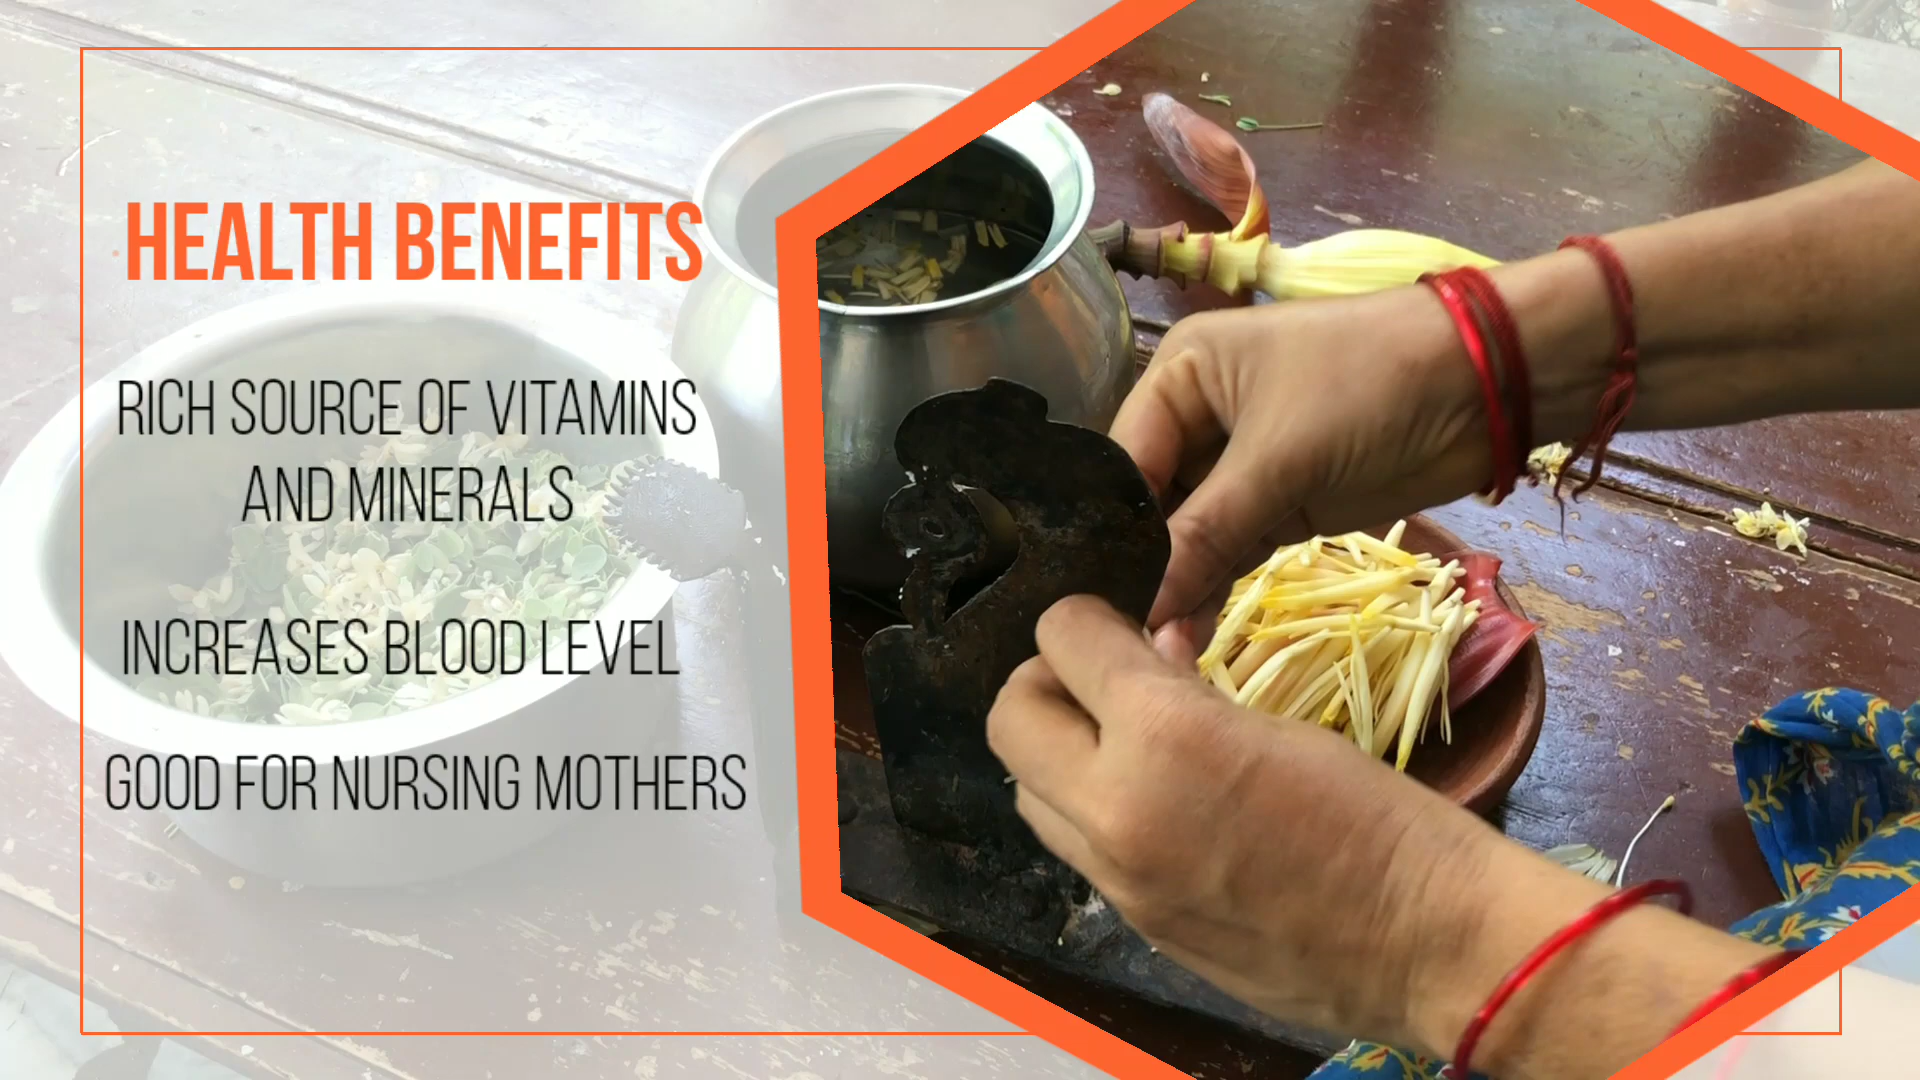 HEALTH BENEFITS
RICH SOURCE OF VITAMINS
AND MINERALS
INCREASES BLOOD LEVEL
GOOD FOR NURSING MOTHERS